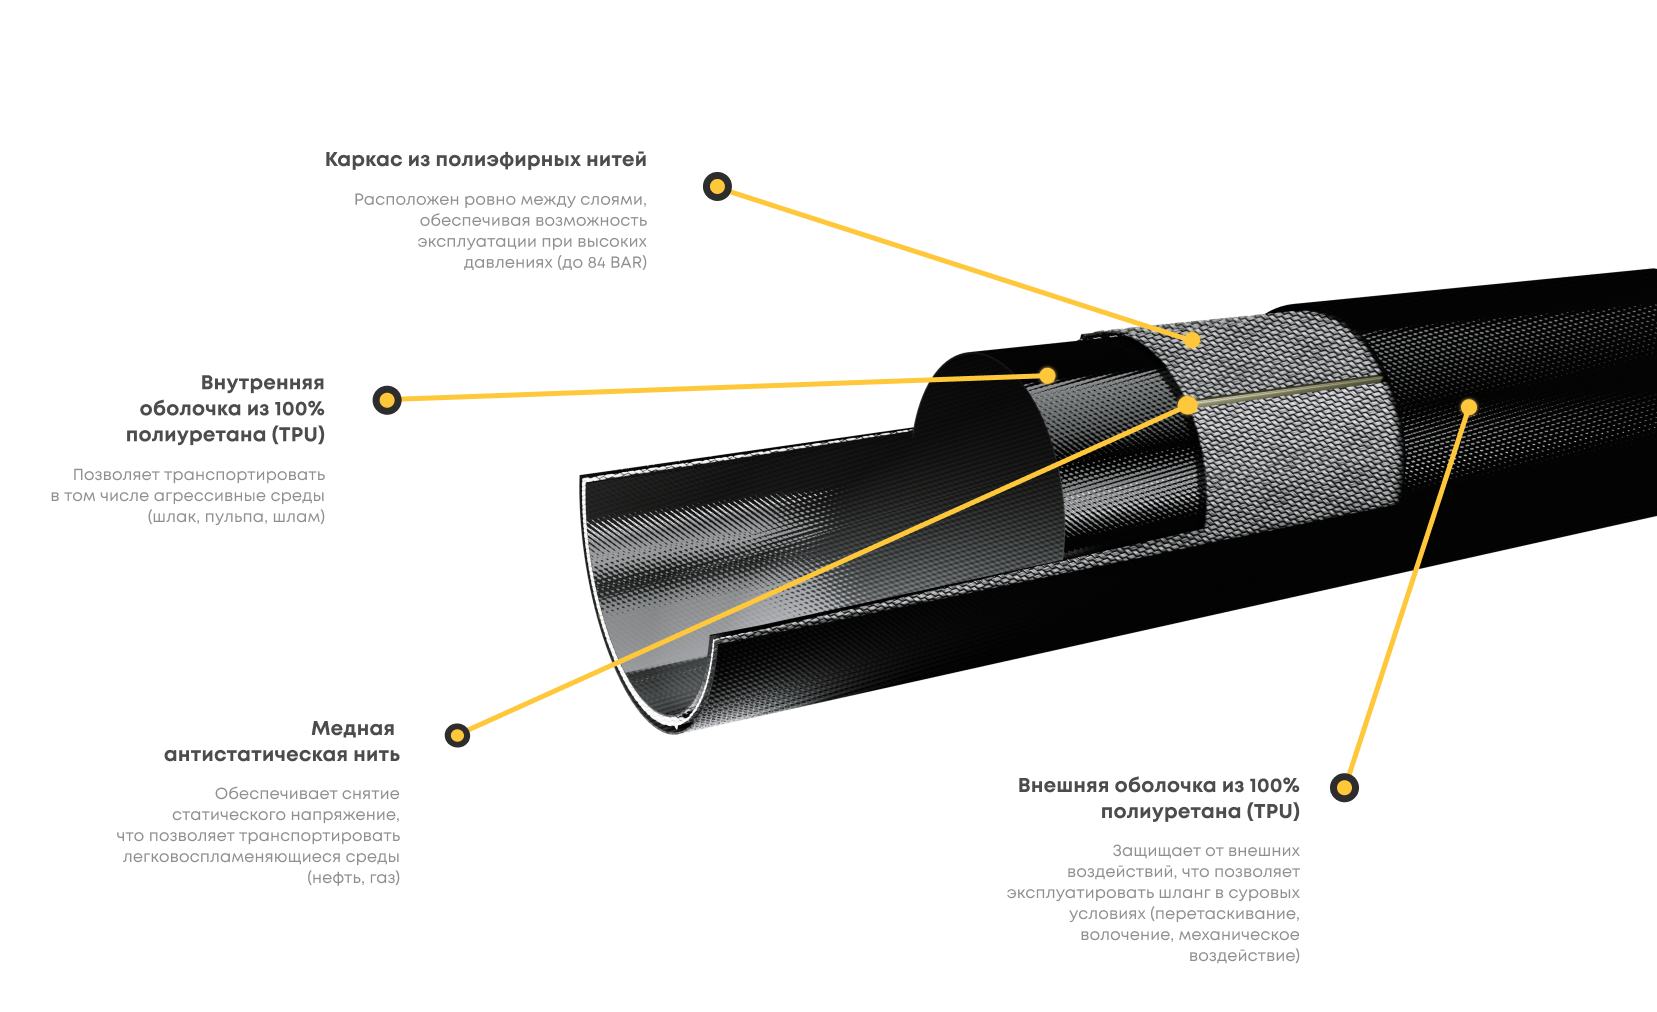 Каркас из полиэфирных нитей
Расположен ровно между слоями,
обеспечивая возможность
эксплуатации при высоких
давлениях (до 84 BAR)
Внутренняя
оболочка из 100%
полиуретана (TPU)
Позволяет транспортировать
в том числе агрессивные среды
(шлак, пульпа, шлам)
Медная
антистатическая нить
Обеспечивает снятие
статического напряжение,
что позволяет транспортировать
легковоспламеняющиеся среды
(нефть, газ)
Внешняя оболочка из 100%
полиуретана (TPU)
Защищает от внешних
воздействий, что позволяет
эксплуатировать шланг в суровых
условиях (перетаскивание,
волочение, механическое
воздействие)